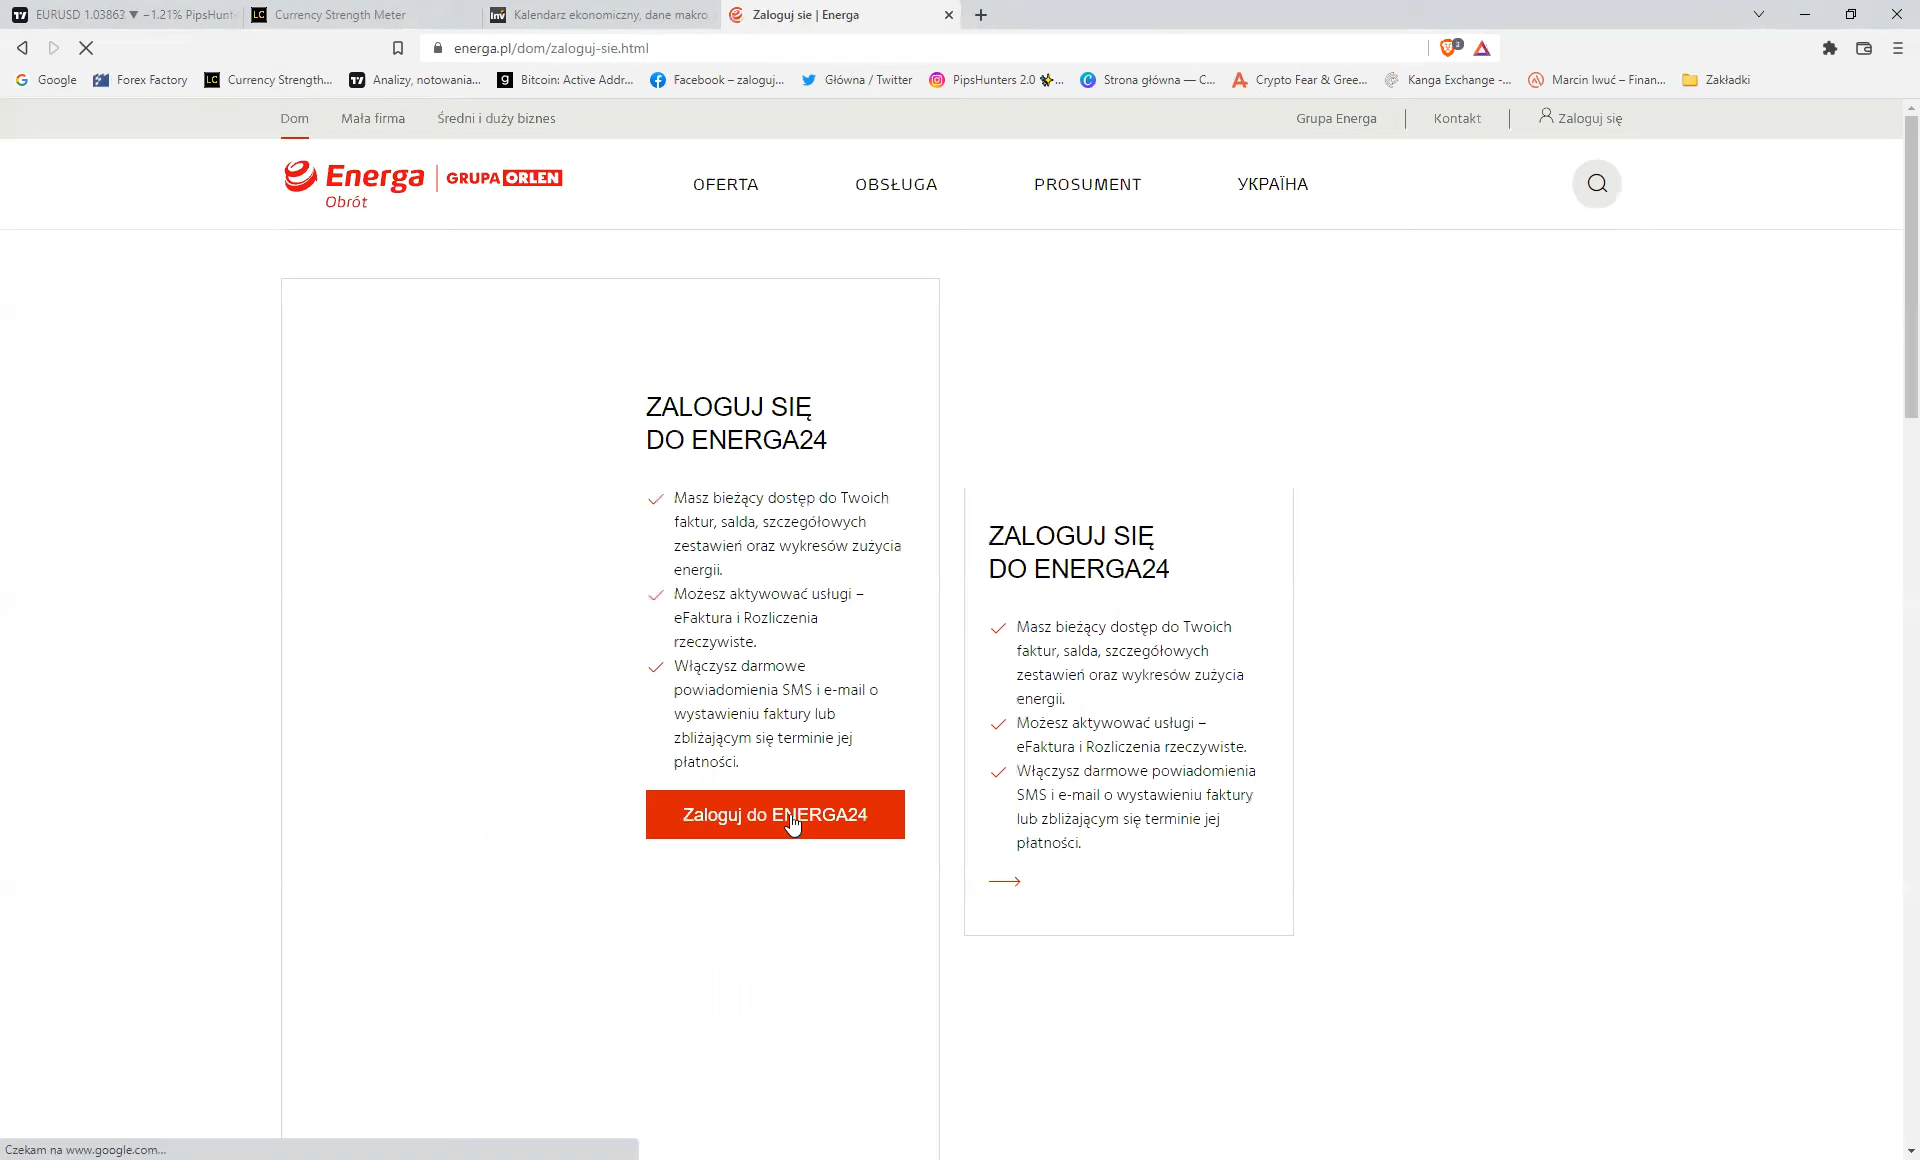 EURUSD 1.03863 ▼ −1.21% PipsHunte
Currency Strength Meter
Kalendarz ekonomiczny, dane makro,
Zaloguj sie | Energa
energa.pl/dom/zaloguj-sie.html
Google
Forex Factory
Currency Strength...
Analizy, notowania...
Bitcoin: Active Addr...
Facebook – zaloguj...
Główna / Twitter
PipsHunters 2.0 ...
Strona główna — C...
Crypto Fear & Gree...
Kanga Exchange -...
Marcin Iwuć – Finan...
Zakładki
Dom
Mała firma
Średni i duży biznes
Grupa Energa
Kontakt
Zaloguj się
Energa
GRUPA ORLEN
Obrót
OFERTA
OBSŁUGA
PROSUMENT
УКРАЇНА
ZALOGUJ SIĘ
DO ENERGA24
Masz bieżący dostęp do Twoich
faktur, salda, szczegółowych
zestawień oraz wykresów zużycia
energii.
Możesz aktywować usługi –
eFaktura i Rozliczenia
rzeczywiste.
Włączysz darmowe
powiadomienia SMS i e-mail o
wystawieniu faktury lub
zbliżającym się terminie jej
płatności.
Zaloguj do ENERGA24
ZALOGUJ SIĘ
DO ENERGA24
Masz bieżący dostęp do Twoich
faktur, salda, szczegółowych
zestawień oraz wykresów zużycia
energii.
Możesz aktywować usługi –
eFaktura i Rozliczenia rzeczywiste.
Włączysz darmowe powiadomienia
SMS i e-mail o wystawieniu faktury
lub zbliżającym się terminie jej
płatności.
Czekam na www.google.com...